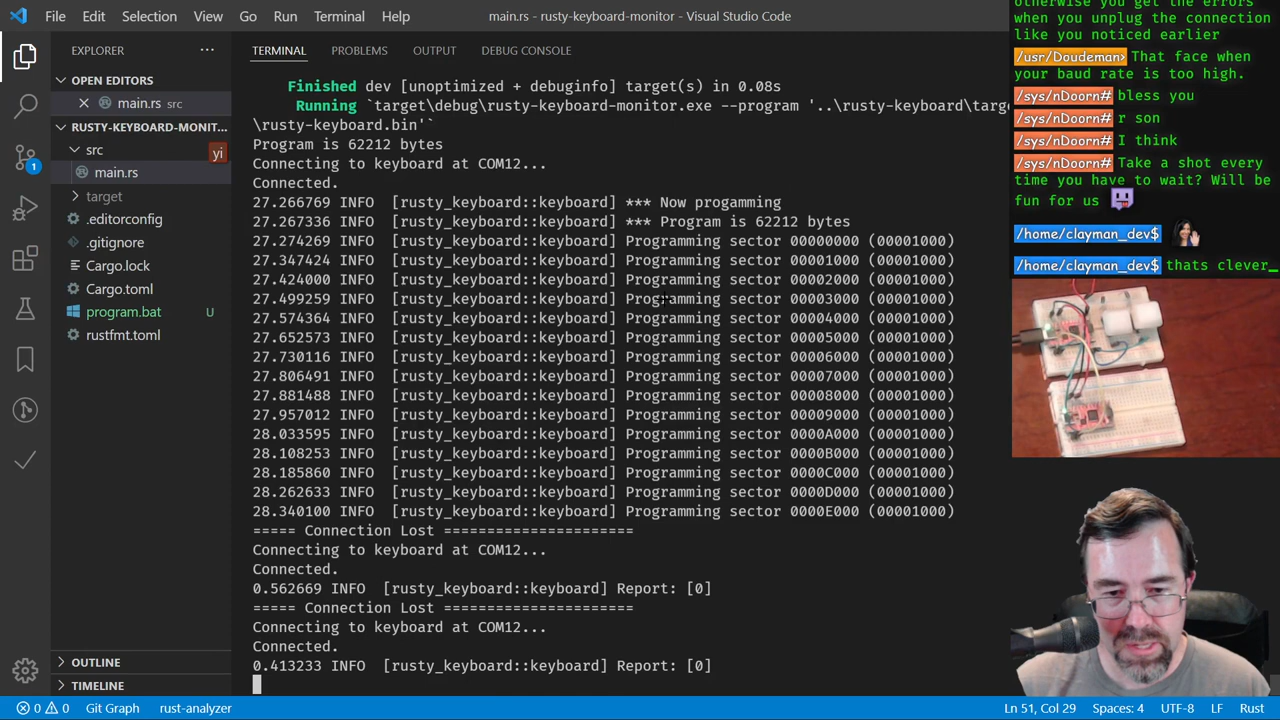 File Edit Selection View Go Run Terminal Help
main.rs - rusty-keyboard-monitor - Visual Studio Code
EXPLORER
OPEN EDITORS
main.rs src
RUSTY-KEYBOARD-MONIT...
src
main.rs
target
.editorconfig
.gitignore
Cargo.lock
Cargo.toml
program.bat U
rustfmt.toml
OUTLINE
TIMELINE
yi
1
TERMINAL PROBLEMS OUTPUT DEBUG CONSOLE
Finished dev [unoptimized + debuginfo] target(s) in 0.08s
Running `target\debug\rusty-keyboard-monitor.exe --program '..\rusty-keyboard\targe
\rusty-keyboard.bin'`
Program is 62212 bytes
Connecting to keyboard at COM12...
Connected.
27.266769 INFO [rusty_keyboard::keyboard] *** Now progamming
27.267336 INFO [rusty_keyboard::keyboard] *** Program is 62212 bytes
27.274269 INFO [rusty_keyboard::keyboard] Programming sector 00000000 (00001000)
27.347424 INFO [rusty_keyboard::keyboard] Programming sector 00001000 (00001000)
27.424000 INFO [rusty_keyboard::keyboard] Programming sector 00002000 (00001000)
27.499259 INFO [rusty_keyboard::keyboard] Programming sector 00003000 (00001000)
27.574364 INFO [rusty_keyboard::keyboard] Programming sector 00004000 (00001000)
27.652573 INFO [rusty_keyboard::keyboard] Programming sector 00005000 (00001000)
27.730116 INFO [rusty_keyboard::keyboard] Programming sector 00006000 (00001000)
27.806491 INFO [rusty_keyboard::keyboard] Programming sector 00007000 (00001000)
27.881488 INFO [rusty_keyboard::keyboard] Programming sector 00008000 (00001000)
27.957012 INFO [rusty_keyboard::keyboard] Programming sector 00009000 (00001000)
28.033595 INFO [rusty_keyboard::keyboard] Programming sector 0000A000 (00001000)
28.108253 INFO [rusty_keyboard::keyboard] Programming sector 0000B000 (00001000)
28.185860 INFO [rusty_keyboard::keyboard] Programming sector 0000C000 (00001000)
28.262633 INFO [rusty_keyboard::keyboard] Programming sector 0000D000 (00001000)
28.340100 INFO [rusty_keyboard::keyboard] Programming sector 0000E000 (00001000)
===== Connection Lost ======================
Connecting to keyboard at COM12...
Connected.
0.562669 INFO [rusty_keyboard::keyboard] Report: [0]
===== Connection Lost ======================
Connecting to keyboard at COM12...
Connected.
0.413233 INFO [rusty_keyboard::keyboard] Report: [0]
otherwise you get the errors
when you unplug the connection
like you noticed earlier
/usr/Doudeman> That face when
your baud rate is too high.
/sys/nDoorn# bless you
/sys/nDoorn# r son
/sys/nDoorn# I think
/sys/nDoorn# Take a shot every
time you have to wait? Will be
fun for us
/home/clayman_dev$
/home/clayman_dev$ thats clever_
0 0 Git Graph rust-analyzer
Ln 51, Col 29 Spaces: 4 UTF-8 LF Rust